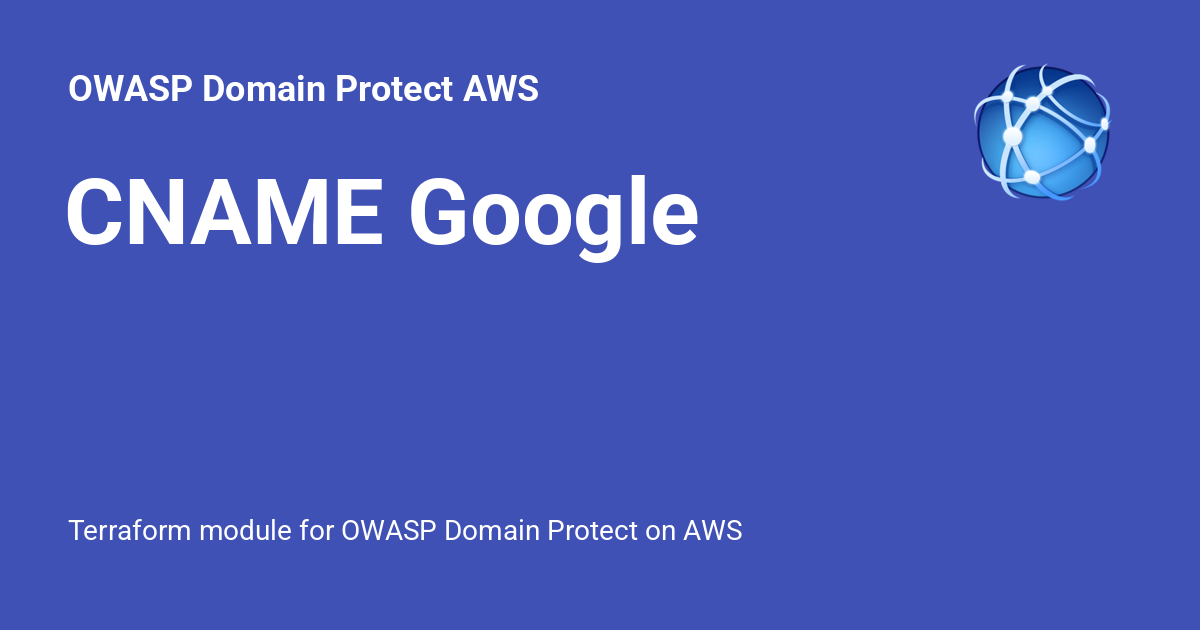 OWASP Domain Protect AWS
CNAME Google
Terraform module for OWASP Domain Protect on AWS